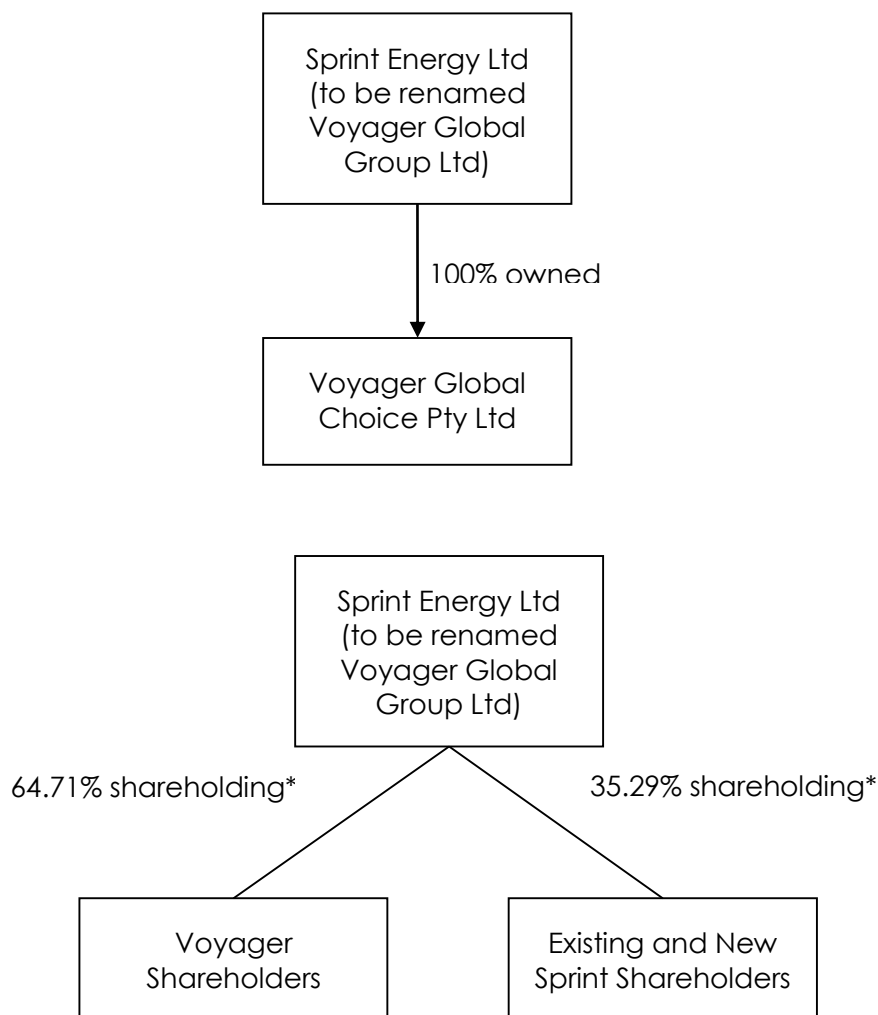 Sprint Energy Ltd
(to be renamed
Voyager Global
Group Ltd)
100% owned
Voyager Global
Choice Pty Ltd
Sprint Energy Ltd
(to be renamed
Voyager Global
Group Ltd)
64.71% shareholding*
35.29% shareholding*
Voyager
Shareholders
Existing and New
Sprint Shareholders